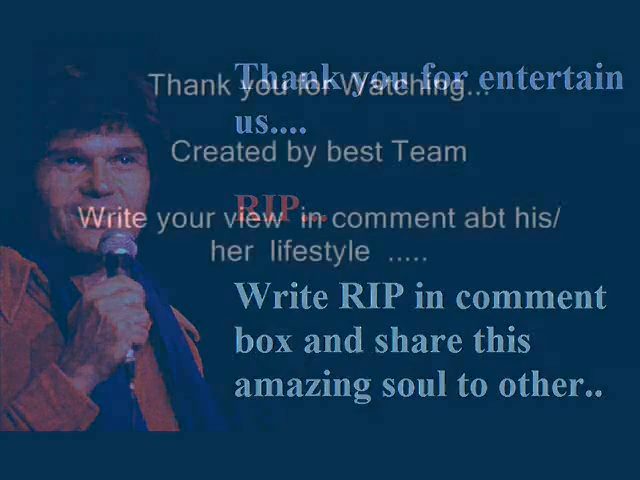 Thank you for entertain
us....
RIP...
Write RIP in comment
box and share this
amazing soul to other..
Thank you for Watching...
Created by best Team
Write your view in comment abt his/
her lifestyle .....